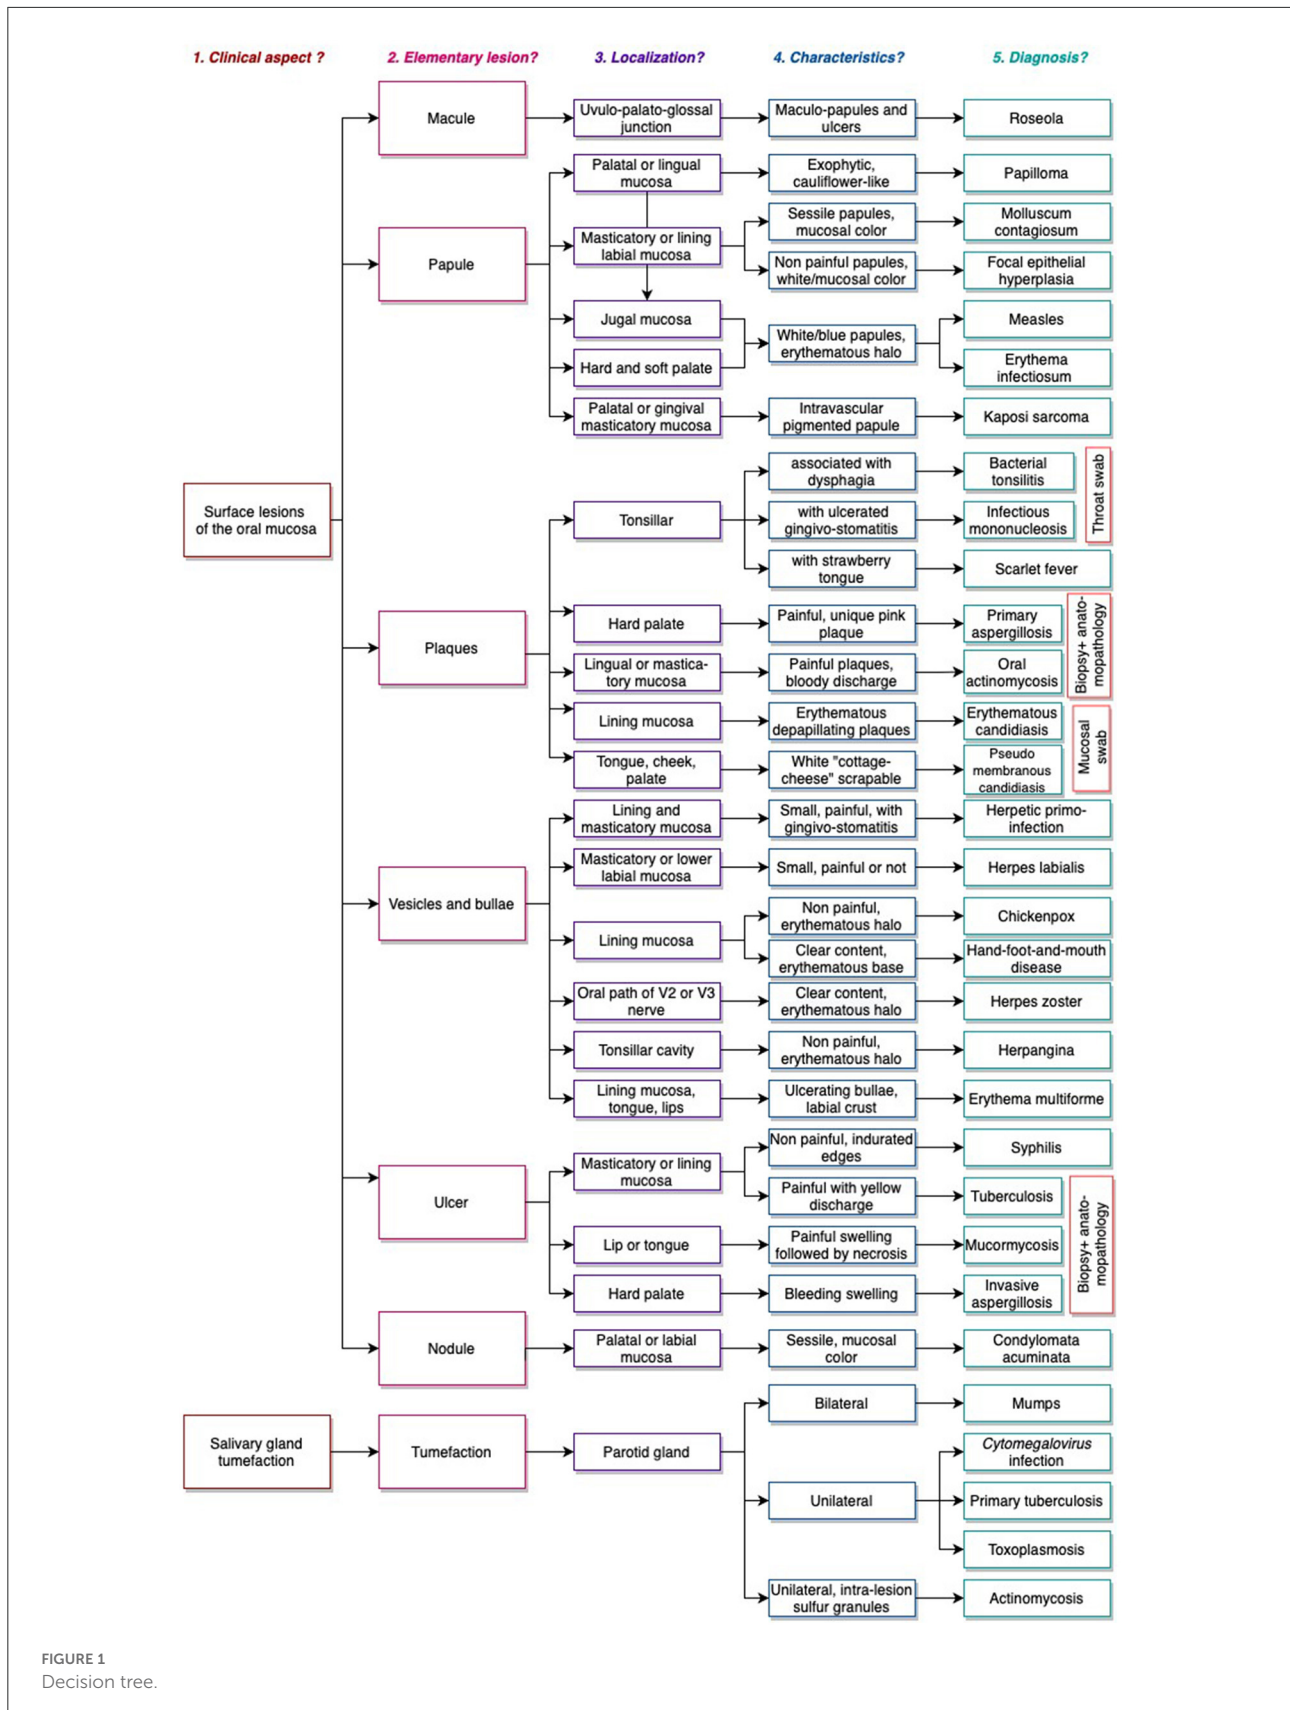 1. Clinical aspect ?
2. Elementary lesion?
3. Localization?
4. Characteristics?
5. Diagnosis?
Macule
Uvulo-palato-glossal
junction
Maculo-papules and
ulcers
Roseola
Papule
Palatal or lingual
mucosa
Exophytic,
cauliflower-like
Papilloma
Masticatory or lining
labial mucosa
Sessile papules,
mucosal color
Molluscum
contagiosum
Non painful papules,
white/mucosal color
Focal epithelial
hyperplasia
Jugal mucosa
Hard and soft palate
White/blue papules,
erythematous halo
Measles
Erythema
infectiosum
Palatal or gingival
masticatory mucosa
Intravascular
pigmented papule
Kaposi sarcoma
Surface lesions
of the oral mucosa
Plaques
Tonsillar
associated with
dysphagia
Bacterial
tonsilitis
with ulcerated
gingivo-stomatitis
Infectious
mononucleosis
Throat swab
with strawberry
tongue
Scarlet fever
Hard palate
Painful, unique pink
plaque
Primary
aspergillosis
Lingual or mastica-
tory mucosa
Painful plaques,
bloody discharge
Oral
actinomycosis
Biopsy+ anato-
mopathology
Lining mucosa
Erythematous
depapillating plaques
Erythematous
candidiasis
Tongue, cheek,
palate
White "cottage-
cheese" scrapable
Pseudo
membranous
candidiasis
Mucosal
swab
Vesicles and bullae
Lining and
masticatory mucosa
Small, painful, with
gingivo-stomatitis
Herpetic primo-
infection
Masticatory or lower
labial mucosa
Small, painful or not
Herpes labialis
Lining mucosa
Non painful,
erythematous halo
Chickenpox
Clear content,
erythematous base
Hand-foot-and-mouth
disease
Oral path of V2 or V3
nerve
Clear content,
erythematous halo
Herpes zoster
Tonsillar cavity
Non painful,
erythematous halo
Herpangina
Lining mucosa,
tongue, lips
Ulcerating bullae,
labial crust
Erythema multiforme
Ulcer
Masticatory or lining
mucosa
Non painful, indurated
edges
Syphilis
Painful with yellow
discharge
Tuberculosis
Lip or tongue
Painful swelling
followed by necrosis
Mucormycosis
Hard palate
Bleeding swelling
Invasive
aspergillosis
Biopsy+ anato-
mopathology
Nodule
Palatal or labial
mucosa
Sessile, mucosal
color
Condylomata
acuminata
Salivary gland
tumefaction
Tumefaction
Parotid gland
Bilateral
Mumps
Unilateral
Cytomegalovirus
infection
Primary tuberculosis
Toxoplasmosis
Unilateral, intra-lesion
sulfur granules
Actinomycosis
FIGURE 1
Decision tree.